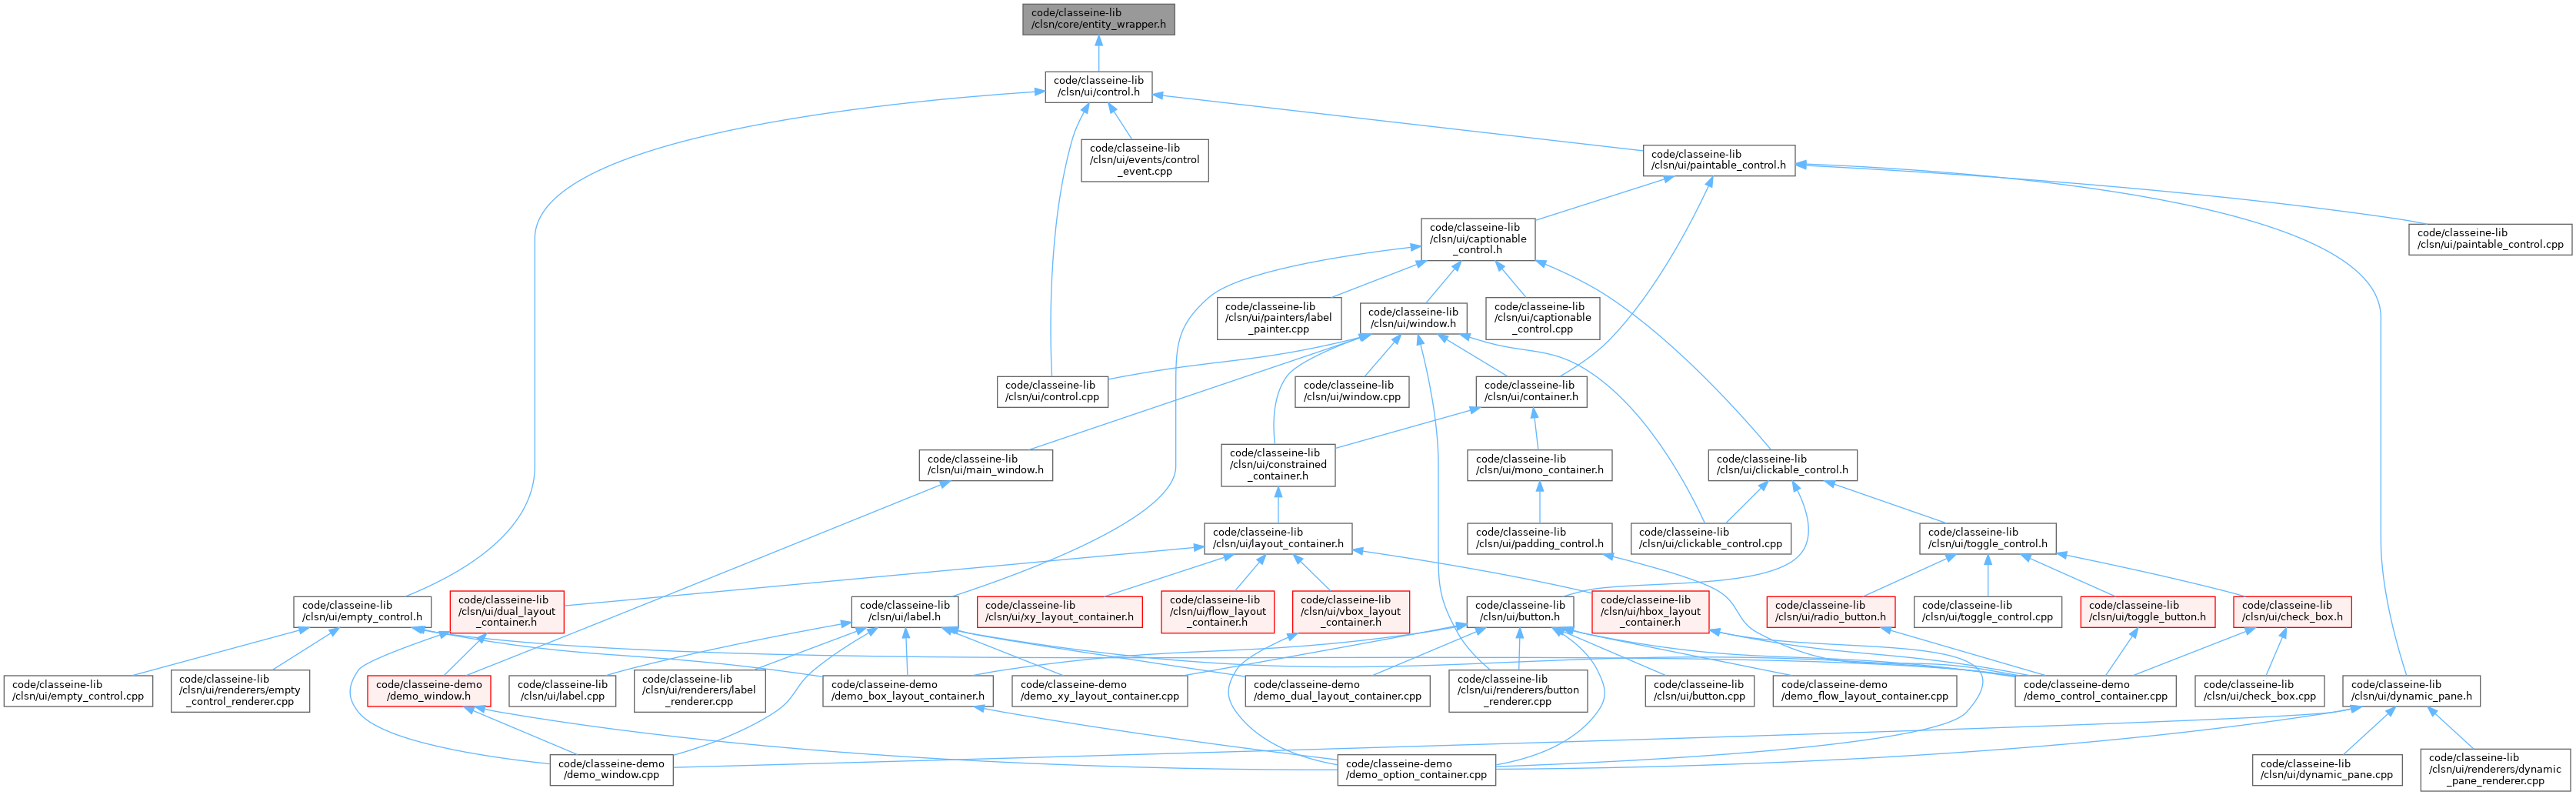 code/classeine-lib
/clsn/core/entity_wrapper.h
code/classeine-lib
/clsn/ui/control.h
code/classeine-lib
/clsn/ui/events/control
_event.cpp
code/classeine-lib
/clsn/ui/paintable_control.h
code/classeine-lib
/clsn/ui/captionable
_control.h
code/classeine-lib
/clsn/ui/paintable_control.cpp
code/classeine-lib
/clsn/ui/painters/label
_painter.cpp
code/classeine-lib
/clsn/ui/window.h
code/classeine-lib
/clsn/ui/captionable
_control.cpp
code/classeine-lib
/clsn/ui/control.cpp
code/classeine-lib
/clsn/ui/window.cpp
code/classeine-lib
/clsn/ui/container.h
code/classeine-lib
/clsn/ui/main_window.h
code/classeine-lib
/clsn/ui/constrained
_container.h
code/classeine-lib
/clsn/ui/mono_container.h
code/classeine-lib
/clsn/ui/clickable_control.h
code/classeine-lib
/clsn/ui/layout_container.h
code/classeine-lib
/clsn/ui/padding_control.h
code/classeine-lib
/clsn/ui/clickable_control.cpp
code/classeine-lib
/clsn/ui/toggle_control.h
code/classeine-lib
/clsn/ui/empty_control.h
code/classeine-lib
/clsn/ui/dual_layout
_container.h
code/classeine-lib
/clsn/ui/label.h
code/classeine-lib
/clsn/ui/xy_layout_container.h
code/classeine-lib
/clsn/ui/flow_layout
_container.h
code/classeine-lib
/clsn/ui/vbox_layout
_container.h
code/classeine-lib
/clsn/ui/button.h
code/classeine-lib
/clsn/ui/hbox_layout
_container.h
code/classeine-lib
/clsn/ui/radio_button.h
code/classeine-lib
/clsn/ui/toggle_control.cpp
code/classeine-lib
/clsn/ui/toggle_button.h
code/classeine-lib
/clsn/ui/check_box.h
code/classeine-lib
/clsn/ui/empty_control.cpp
code/classeine-lib
/clsn/ui/renderers/empty
_control_renderer.cpp
code/classeine-demo
/demo_window.h
code/classeine-lib
/clsn/ui/label.cpp
code/classeine-lib
/clsn/ui/renderers/label
_renderer.cpp
code/classeine-demo
/demo_box_layout_container.h
code/classeine-demo
/demo_xy_layout_container.cpp
code/classeine-demo
/demo_dual_layout_container.cpp
code/classeine-lib
/clsn/ui/renderers/button
_renderer.cpp
code/classeine-lib
/clsn/ui/button.cpp
code/classeine-demo
/demo_flow_layout_container.cpp
code/classeine-demo
/demo_control_container.cpp
code/classeine-lib
/clsn/ui/check_box.cpp
code/classeine-lib
/clsn/ui/dynamic_pane.h
code/classeine-demo
/demo_window.cpp
code/classeine-demo
/demo_option_container.cpp
code/classeine-lib
/clsn/ui/dynamic_pane.cpp
code/classeine-lib
/clsn/ui/renderers/dynamic
_pane_renderer.cpp